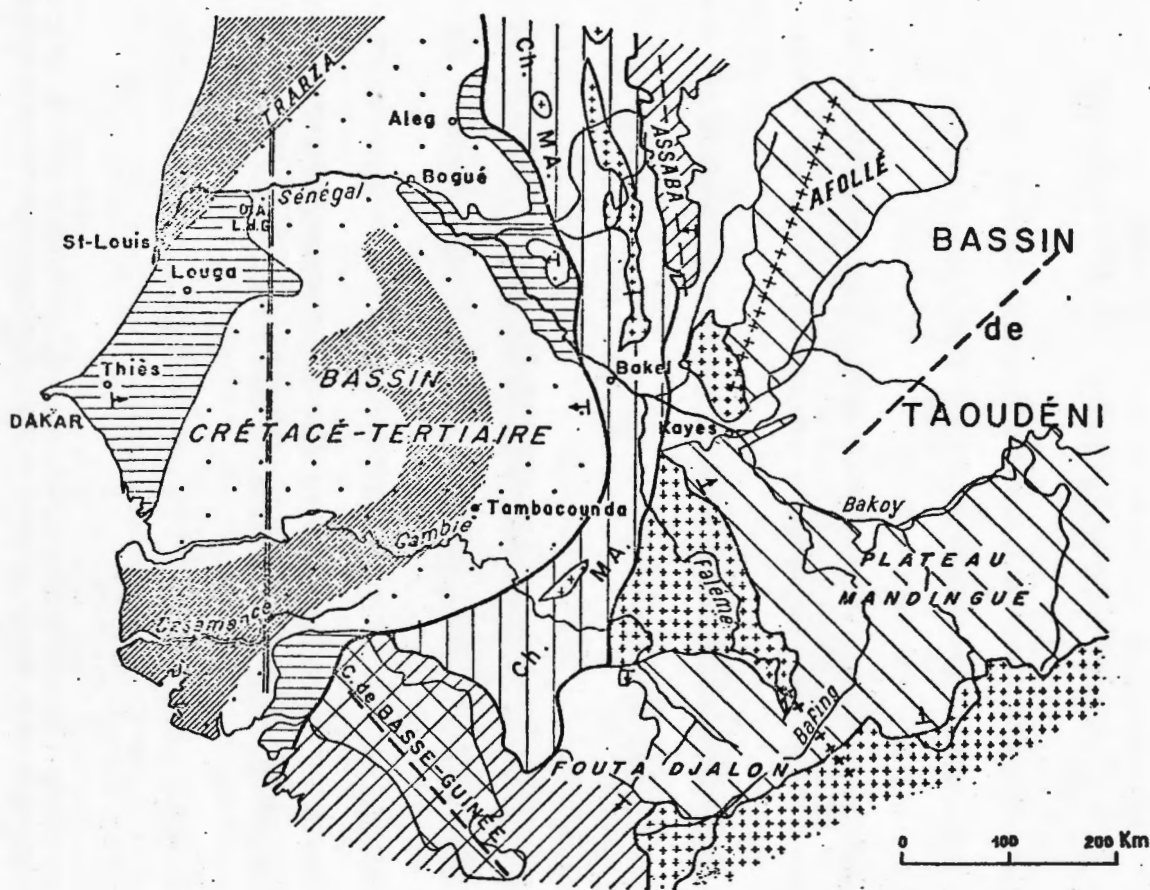 TRARZA
Ch.
M A.
Aleg
ASSABA
AFOLLÉ
Bogué
Sénégal
D.A.
L.d.G
St-Louis
Louga
BASSIN
de
TAOUDÉNI
Thiès
DAKAR
BASSIN
CRÉTACÉ-TERTIAIRE
Bakel
Kayes
Tambacounda
Gambie
Bakoy
PLATEAU
MANDINGUE
Falémé
M A.
Ch.
Casamance
C. de BASSE-GUINÉE
Bafing
FOUTA DJALON
0 100 200 Km